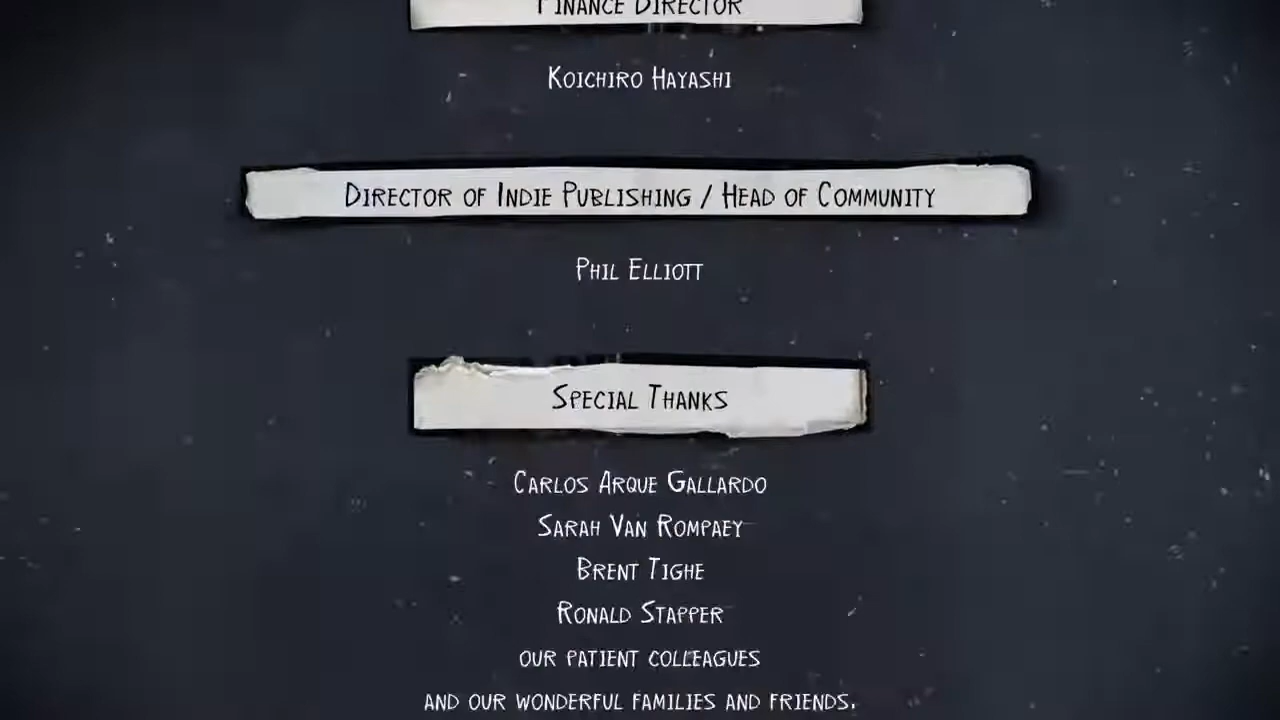 Finance Director
Koichiro Hayashi
Director of Indie Publishing / Head of Community
Phil Elliott
Special Thanks
Carlos Arque Gallardo
Sarah Van Rompaey
Brent Tighe
Ronald Stapper
our patient colleagues
and our wonderful families and friends.